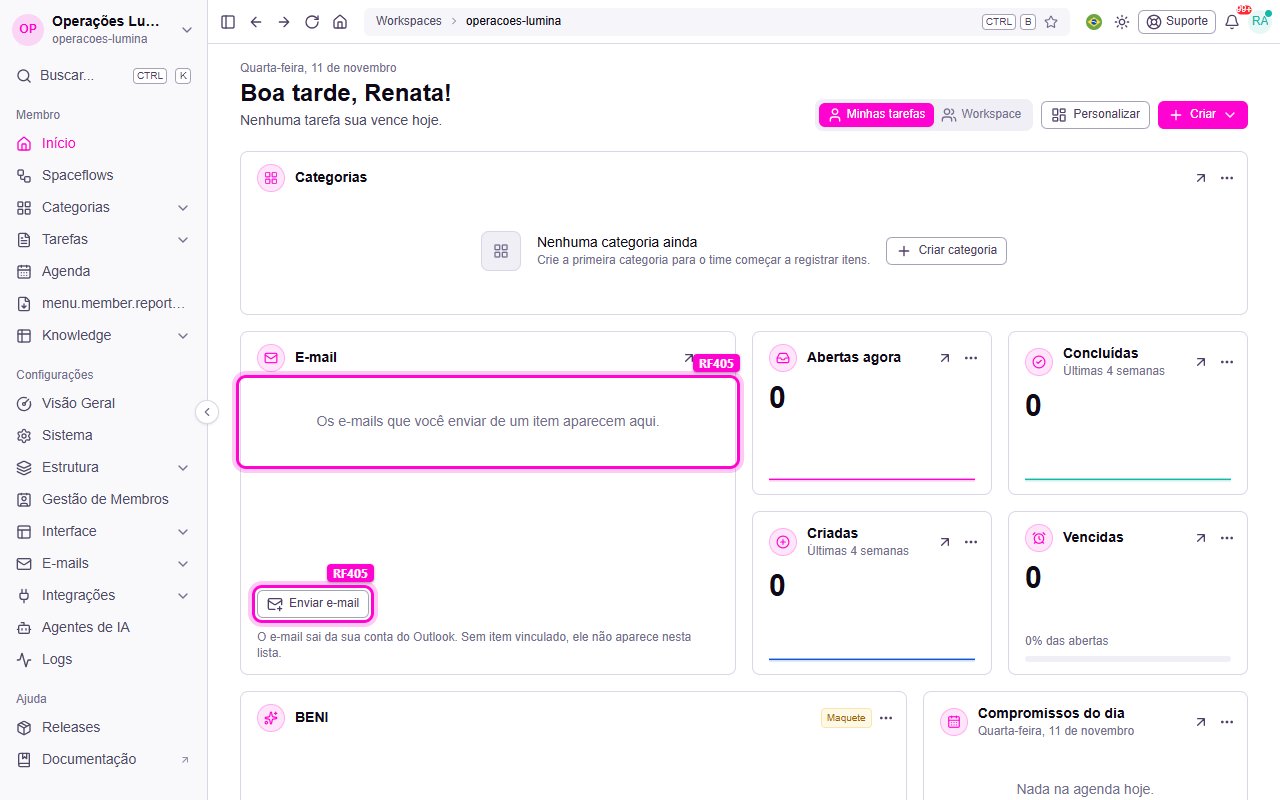 OP
Operações Lu...
operacoes-lumina
Buscar...
CTRL
K
Membro
Início
Spaceflows
Categorias
Tarefas
Agenda
menu.member.report...
Knowledge
Configurações
Visão Geral
Sistema
Estrutura
Gestão de Membros
Interface
E-mails
Integrações
Agentes de IA
Logs
Ajuda
Releases
Documentação
Workspaces
operacoes-lumina
CTRL
B
Suporte
99+
RA
Quarta-feira, 11 de novembro
Boa tarde, Renata!
Nenhuma tarefa sua vence hoje.
Minhas tarefas
Workspace
Personalizar
Criar
Categorias
Nenhuma categoria ainda
Crie a primeira categoria para o time começar a registrar itens.
Criar categoria
E-mail
RF405
Os e-mails que você enviar de um item aparecem aqui.
RF405
Enviar e-mail
O e-mail sai da sua conta do Outlook. Sem item vinculado, ele não aparece nesta
lista.
Abertas agora
0
Concluídas
Últimas 4 semanas
0
Criadas
Últimas 4 semanas
0
Vencidas
0
0% das abertas
BENI
Maquete
Compromissos do dia
Quarta-feira, 11 de novembro
Nada na agenda hoje.